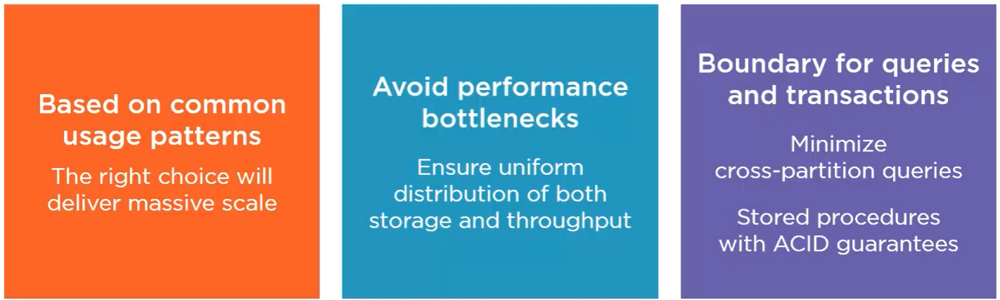 Based on common
usage patterns
The right choice will
deliver massive scale
Avoid performance
bottlenecks
Ensure uniform
distribution of both
storage and throughput
Boundary for queries
and transactions
Minimize
cross-partition queries
Stored procedures
with ACID guarantees